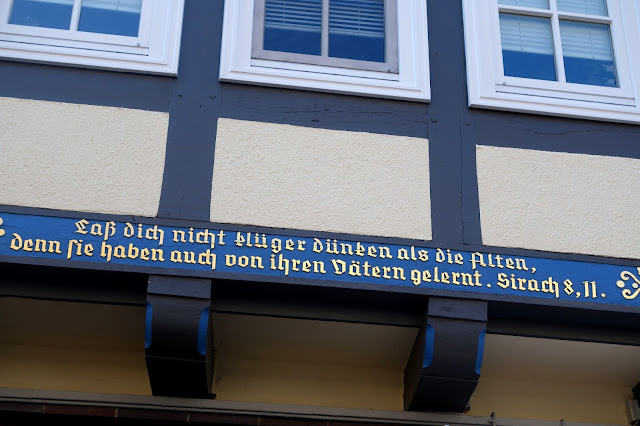 Laß dich nicht klüger dünken als die Alten,
denn sie haben auch von ihren Vätern gelernt. Sirach 8,11.